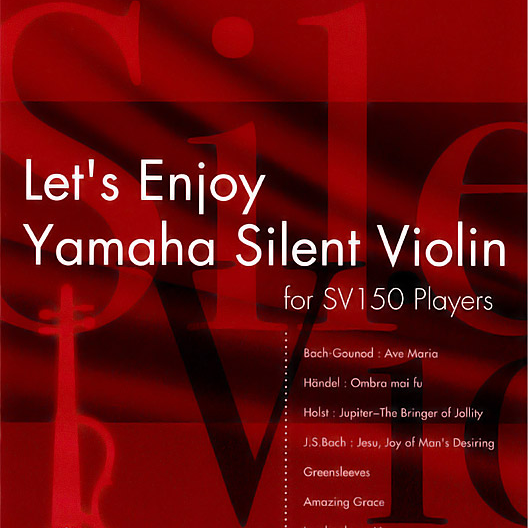 Let's Enjoy
Yamaha Silent Violin
for SV150 Players
Bach-Gounod : Ave Maria
Händel : Ombra mai fu
Holst : Jupiter–The Bringer of Jollity
J.S.Bach : Jesu, Joy of Man's Desiring
Greensleeves
Amazing Grace